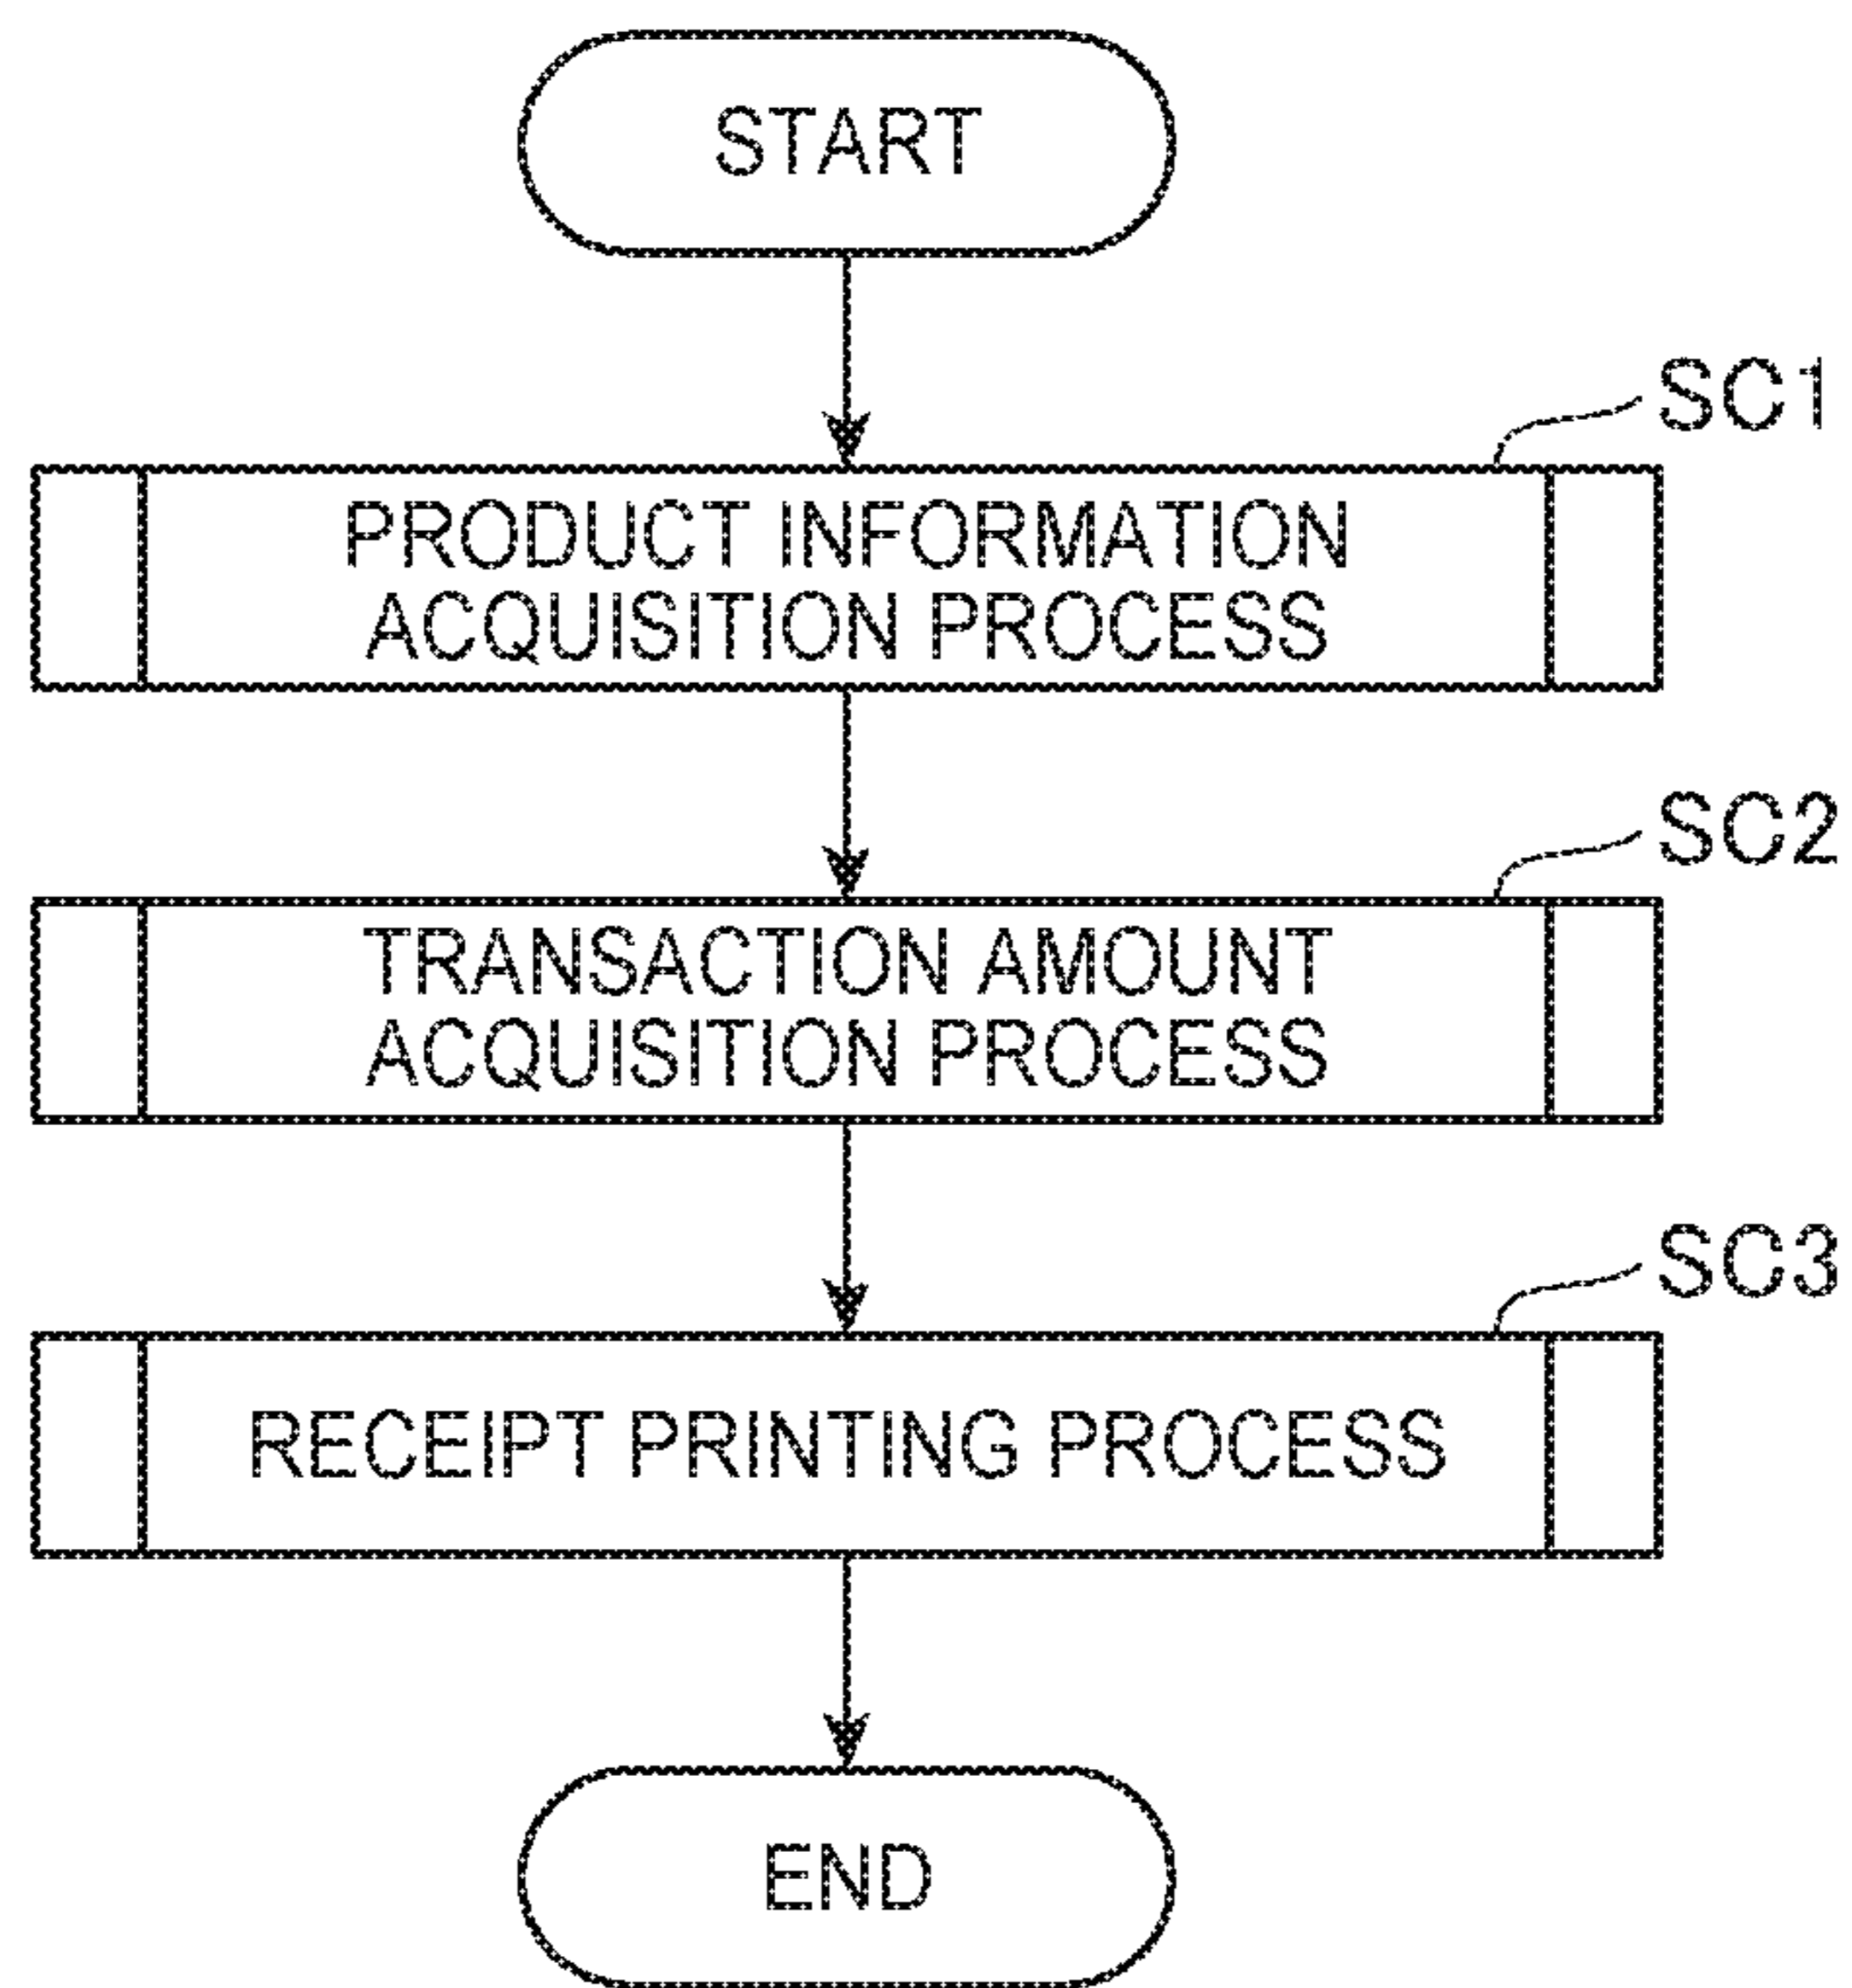 START
SC1
PRODUCT INFORMATION
ACQUISITION PROCESS
SC2
TRANSACTION AMOUNT
ACQUISITION PROCESS
SC3
RECEIPT PRINTING PROCESS
END